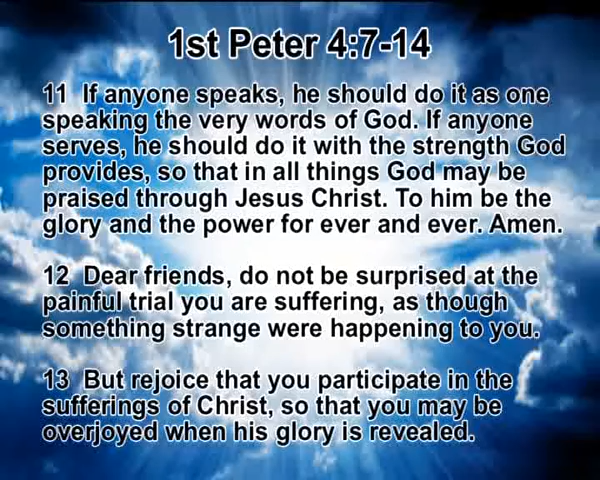 1st Peter 4:7-14
11 If anyone speaks, he should do it as one
speaking the very words of God. If anyone
serves, he should do it with the strength God
provides, so that in all things God may be
praised through Jesus Christ. To him be the
glory and the power for ever and ever. Amen.
12 Dear friends, do not be surprised at the
painful trial you are suffering, as though
something strange were happening to you.
13 But rejoice that you participate in the
sufferings of Christ, so that you may be
overjoyed when his glory is revealed.